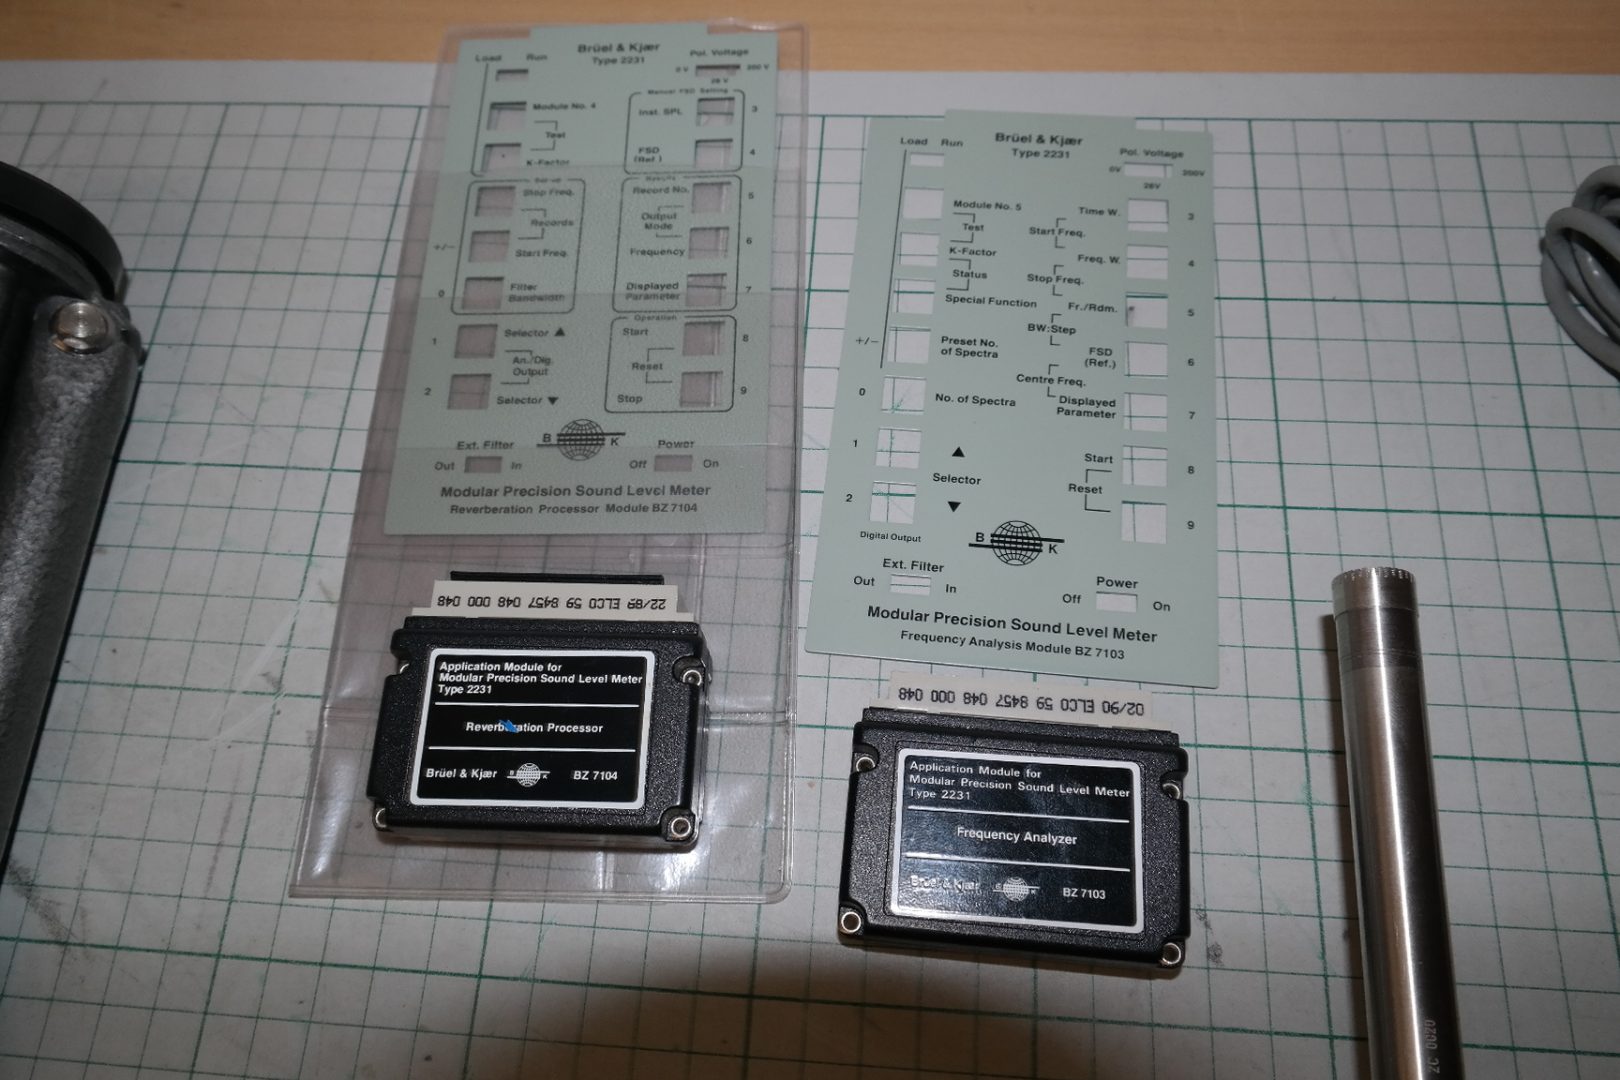 Brüel & Kjær
Type 2231
Load Run
Pol. Voltage
0 V 200 V
28 V
Module No. 4
Test
K-Factor
Manual FSD Setting
Inst. SPL 3
FSD 4
(Ref.)
Set-up
Stop Freq.
Records
+/− Start Freq.
0 Filter
Bandwidth
Results
Record No. 5
Output
Mode
6
Frequency
Displayed 7
Parameter
1 Selector ▲
An./Dig.
Output
2 Selector ▼
Operation
Start 8
Reset
Stop 9
B K
Ext. Filter
Out In
Power
Off On
Modular Precision Sound Level Meter
Reverberation Processor Module BZ 7104
22/89 ELCO 59 8457 048 000 048
Application Module for
Modular Precision Sound Level Meter
Type 2231
Reverberation Processor
Brüel & Kjær B K BZ 7104
Brüel & Kjær
Type 2231
Load Run
Pol. Voltage
0V 200V
28V
Module No. 5
Test
K-Factor
Status
Special Function
+/− Preset No.
of Spectra
0 No. of Spectra
1 ▲
Selector
2 ▼
Digital Output
Time W. 3
Start Freq.
Freq. W. 4
Stop Freq.
Fr./Rdm. 5
BW:Step
FSD 6
(Ref.)
Centre Freq.
Displayed 7
Parameter
Start 8
Reset
9
B K
Ext. Filter
Out In
Power
Off On
Modular Precision Sound Level Meter
Frequency Analysis Module BZ 7103
02/90 ELCO 59 8457 048 000 048
Application Module for
Modular Precision Sound Level Meter
Type 2231
Frequency Analyzer
Brüel & Kjær B K BZ 7103
ZC 0020